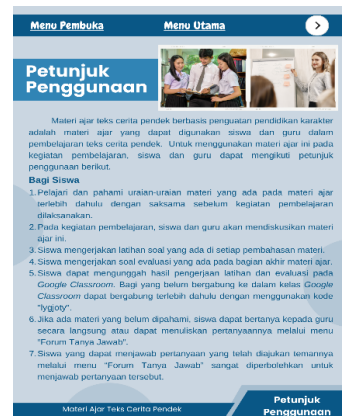 Menu Pembuka Menu Utama
Petunjuk
Penggunaan
Materi ajar teks cerita pendek berbasis penguatan pendidikan karakter
adalah materi ajar yang dapat digunakan siswa dan guru dalam
pembelajaran teks cerita pendek. Untuk menggunakan materi ajar ini pada
kegiatan pembelajaran, siswa dan guru dapat mengikuti petunjuk
penggunaan berikut.
Bagi Siswa
1. Pelajari dan pahami uraian-uraian materi yang ada pada materi ajar
terlebih dahulu dengan saksama sebelum kegiatan pembelajaran
dilaksanakan.
2. Pada kegiatan pembelajaran, siswa dan guru akan mendiskusikan materi
ajar ini.
3. Siswa mengerjakan latihan soal yang ada di setiap pembahasan materi.
4. Siswa mengerjakan soal evaluasi yang ada pada bagian akhir materi ajar.
5. Siswa dapat mengunggah hasil pengerjaan latihan dan evaluasi pada
Google Classroom. Bagi yang belum bergabung ke dalam kelas Google
Classroom dapat bergabung terlebih dahulu dengan menggunakan kode
"lygjoty".
6. Jika ada materi yang belum dipahami, siswa dapat bertanya kepada guru
secara langsung atau dapat menuliskan pertanyaannya melalui menu
"Forum Tanya Jawab".
7. Siswa yang dapat menjawab pertanyaan yang telah diajukan temannya
melalui menu "Forum Tanya Jawab" sangat diperbolehkan untuk
menjawab pertanyaan tersebut.
Materi Ajar Teks Cerita Pendek
Petunjuk
Penggunaan